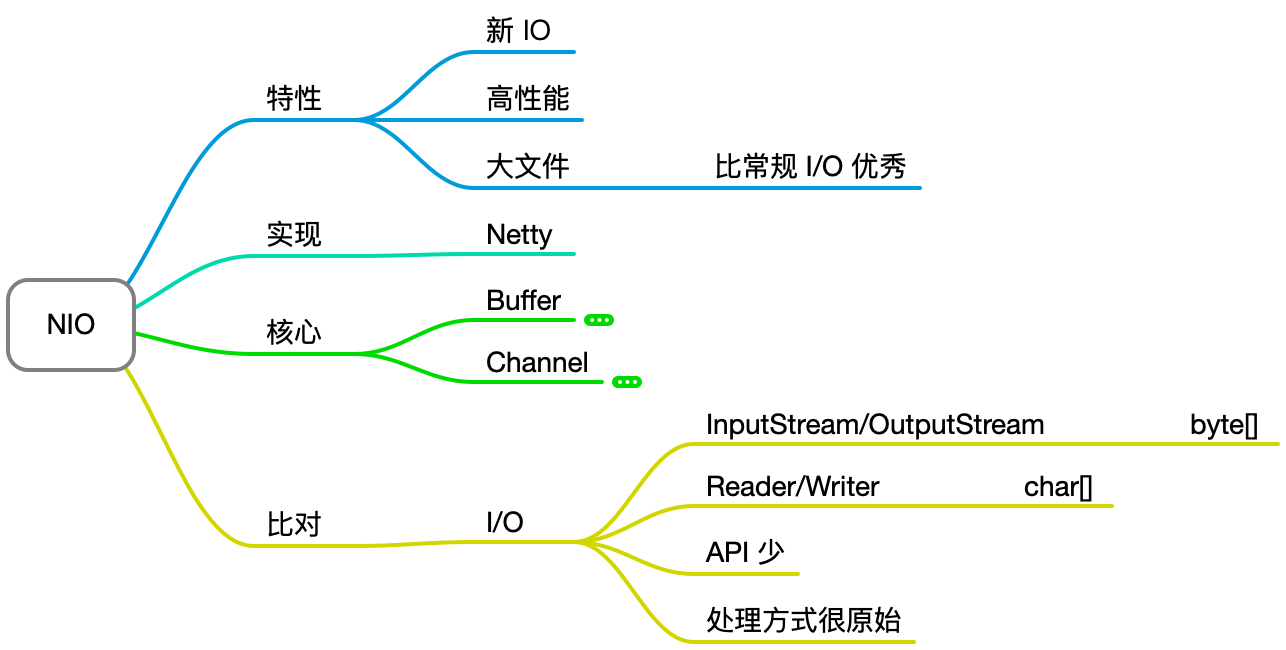 新 IO
特性
高性能
大文件
比常规 I/O 优秀
实现
Netty
NIO
核心
Buffer
Channel
比对
I/O
InputStream/OutputStream
byte[]
Reader/Writer
char[]
API 少
处理方式很原始